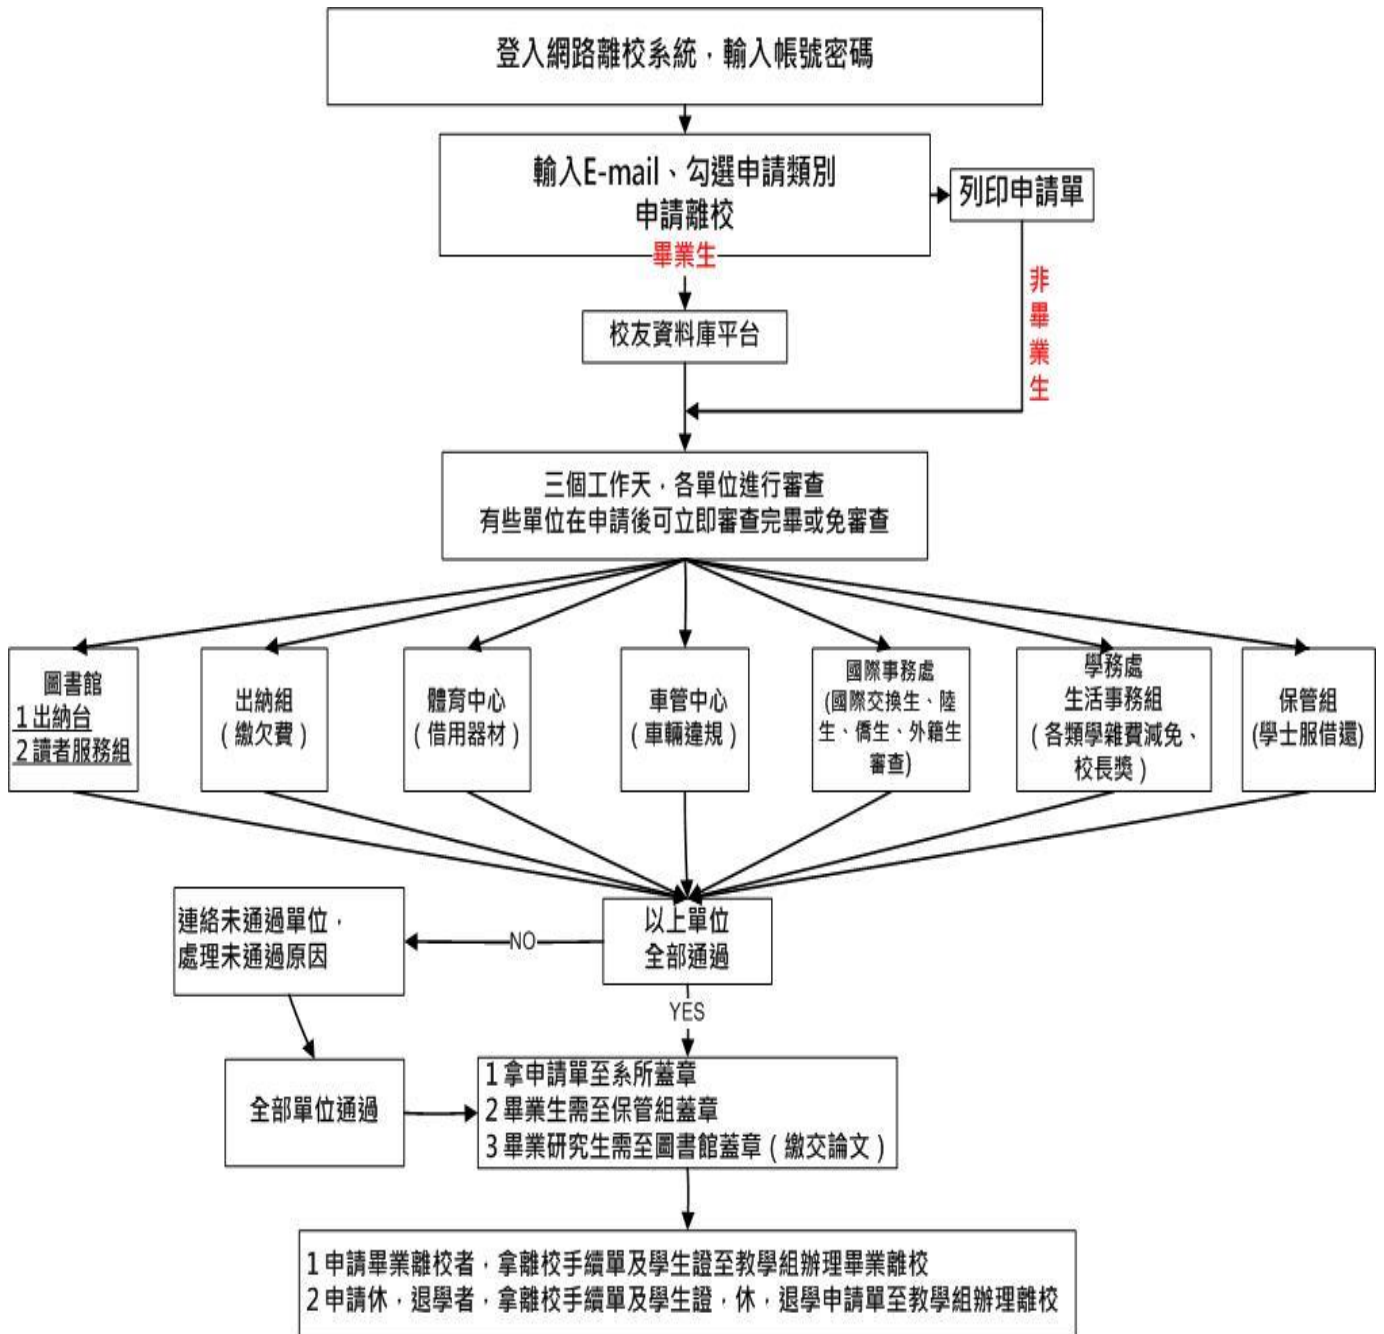 登入網路離校系統，輸入帳號密碼
輸入E-mail、勾選申請類別
申請離校
畢業生
列印申請單
非
畢
業
生
校友資料庫平台
三個工作天，各單位進行審查
有些單位在申請後可立即審查完畢或免審查
圖書館
1出納台
2讀者服務組
出納組
（繳欠費）
體育中心
（借用器材）
車管中心
（車輛違規）
國際事務處
(國際交換生、陸
生、僑生、外籍生
審查)
學務處
生活事務組
（各類學雜費減免、
校長獎）
保管組
(學士服借還)
連絡未通過單位，
處理未通過原因
NO
以上單位
全部通過
YES
全部單位通過
1拿申請單至系所蓋章
2畢業生需至保管組蓋章
3畢業研究生需至圖書館蓋章（繳交論文）
1申請畢業離校者，拿離校手續單及學生證至教學組辦理畢業離校
2申請休，退學者，拿離校手續單及學生證，休，退學申請單至教學組辦理離校